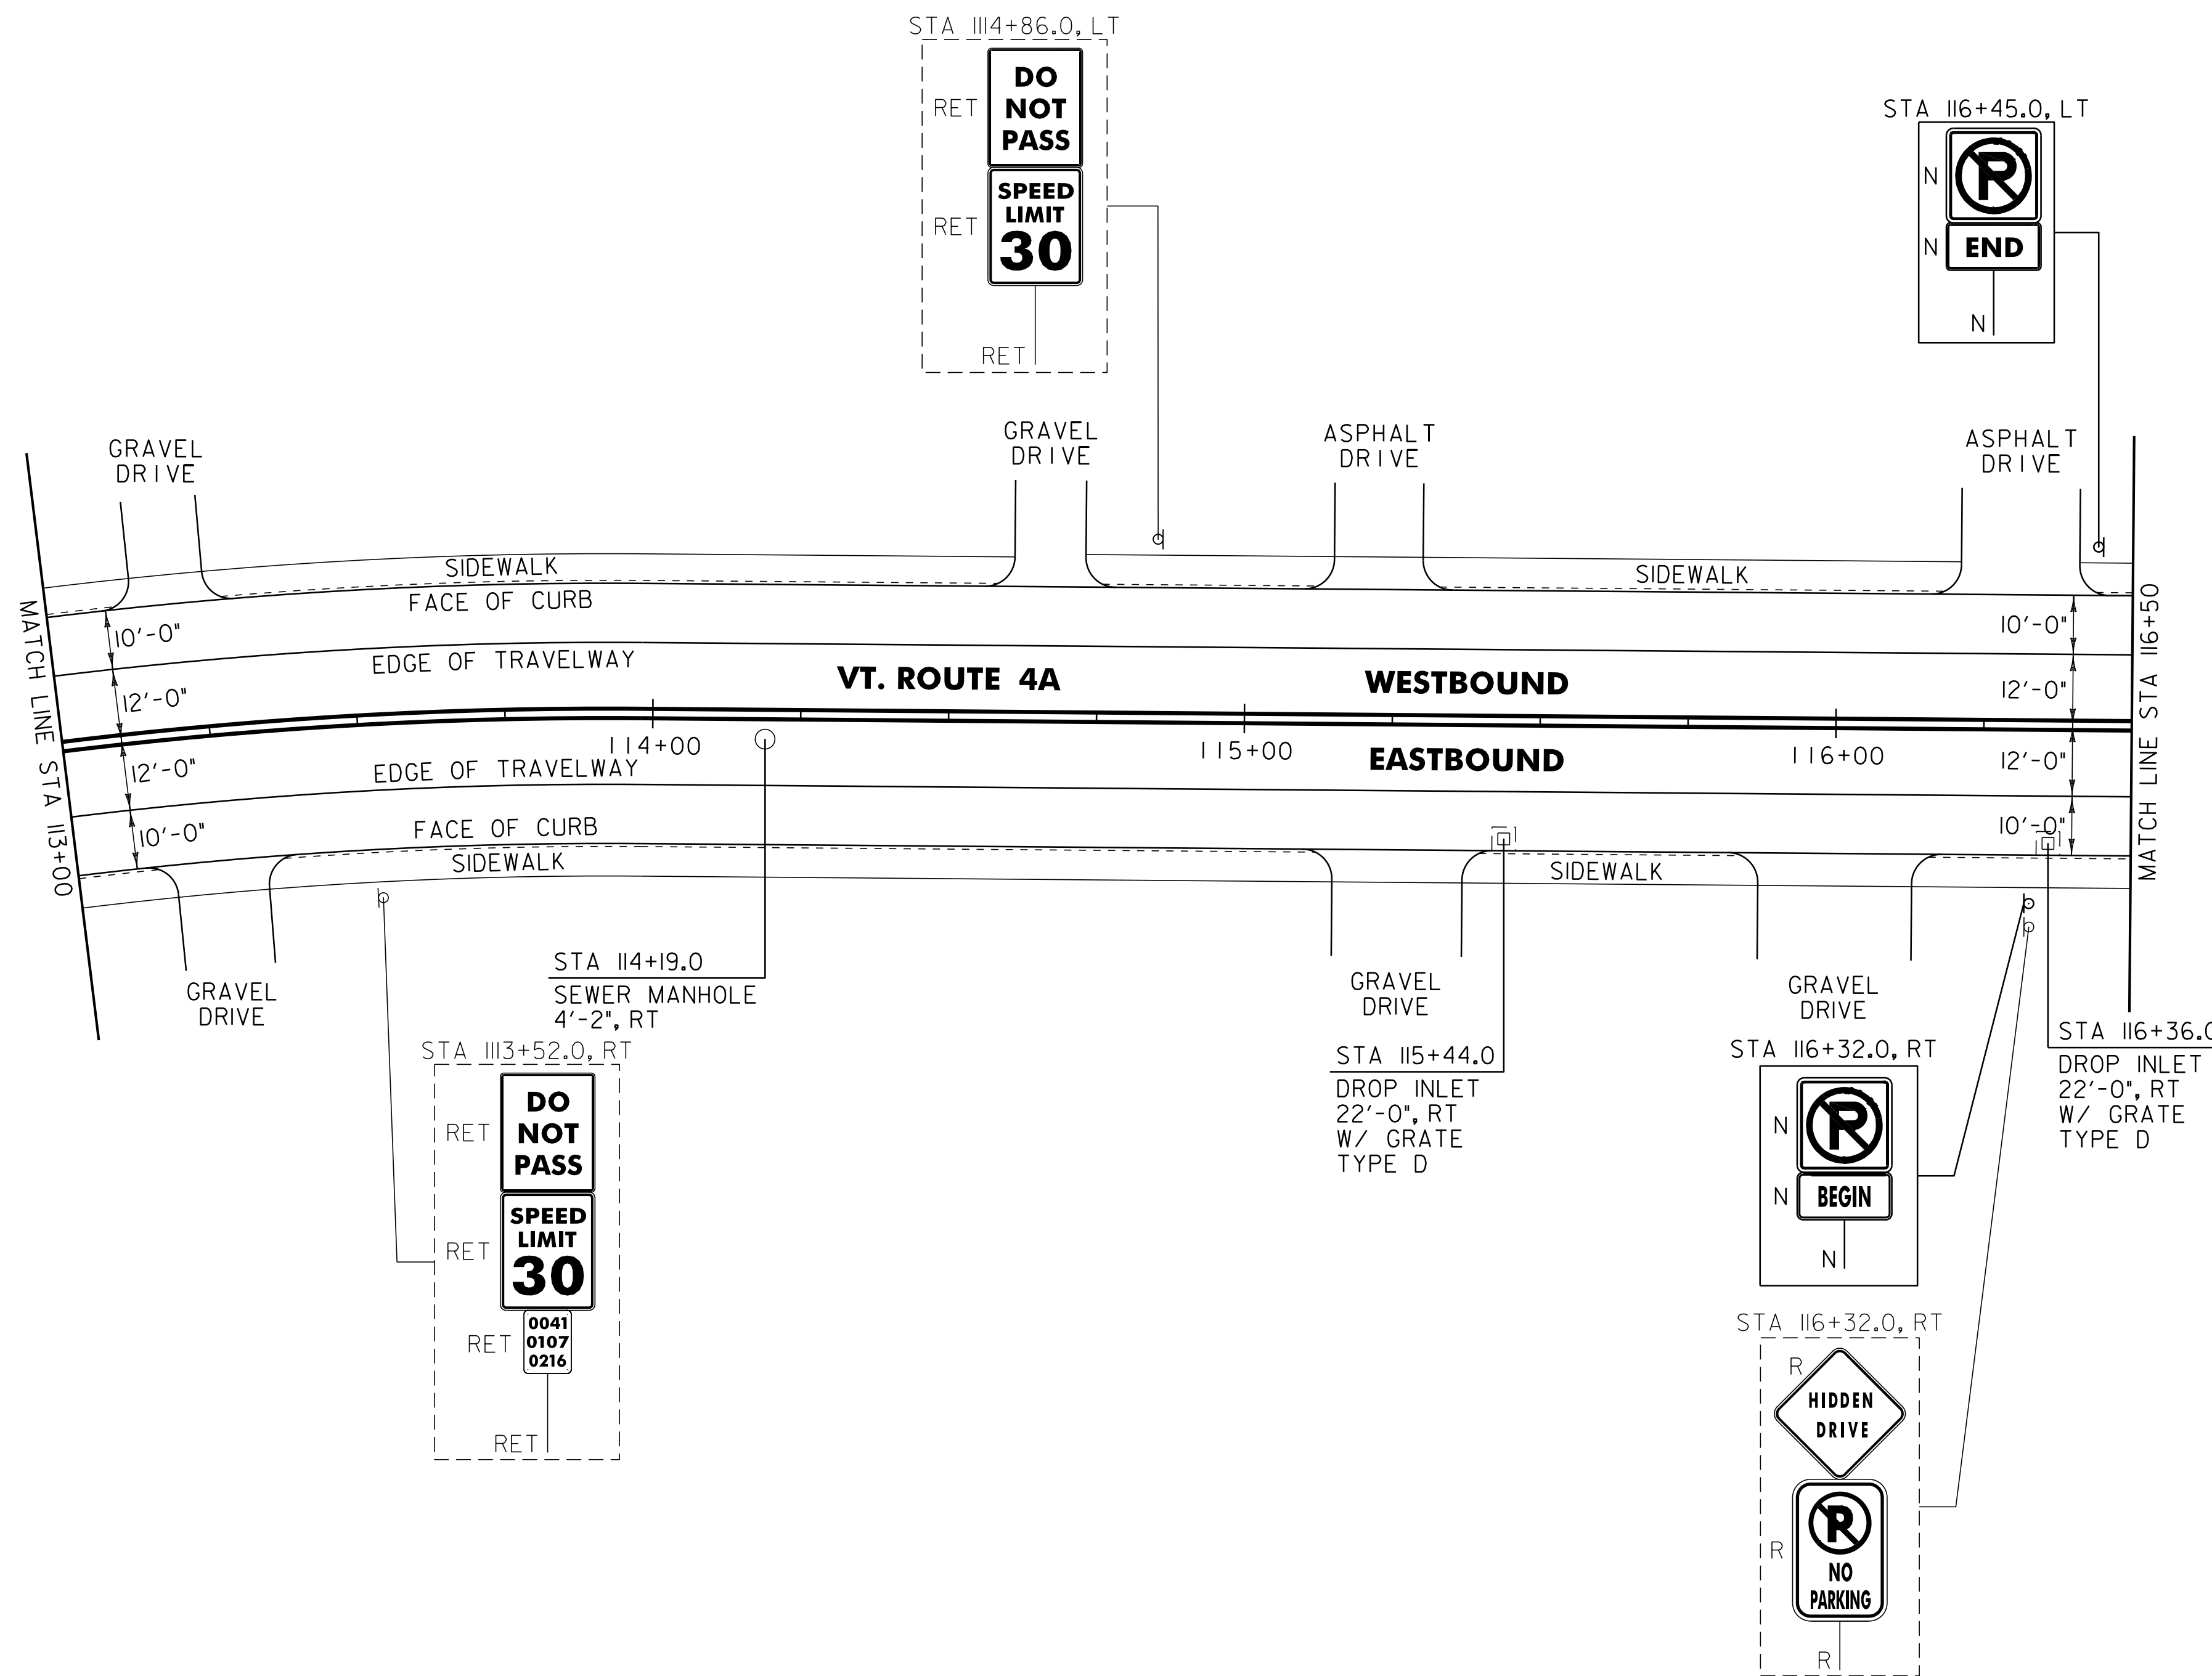 STA 1114+86.0, LT
RET
DO
NOT
PASS
RET
SPEED
LIMIT
30
RET
STA 116+45.0, LT
N
P
N
END
N
GRAVEL
DRIVE
GRAVEL
DRIVE
ASPHALT
DRIVE
ASPHALT
DRIVE
SIDEWALK
SIDEWALK
FACE OF CURB
10'-0"
10'-0"
EDGE OF TRAVELWAY
VT. ROUTE 4A
WESTBOUND
12'-0"
12'-0"
MATCH LINE STA 113+00
MATCH LINE STA 116+50
114+00
115+00
116+00
EASTBOUND
12'-0"
12'-0"
EDGE OF TRAVELWAY
FACE OF CURB
10'-0"
10'-0"
SIDEWALK
SIDEWALK
GRAVEL
DRIVE
STA 114+19.0
SEWER MANHOLE
4'-2", RT
GRAVEL
DRIVE
GRAVEL
DRIVE
STA 1113+52.0, RT
RET
DO
NOT
PASS
RET
SPEED
LIMIT
30
RET
0041
0107
0216
RET
STA 115+44.0
DROP INLET
22'-0", RT
W/ GRATE
TYPE D
STA 116+32.0, RT
N
P
N
BEGIN
N
STA 116+36.0
DROP INLET
22'-0", RT
W/ GRATE
TYPE D
STA 116+32.0, RT
R
HIDDEN
DRIVE
R
P
NO
PARKING
R